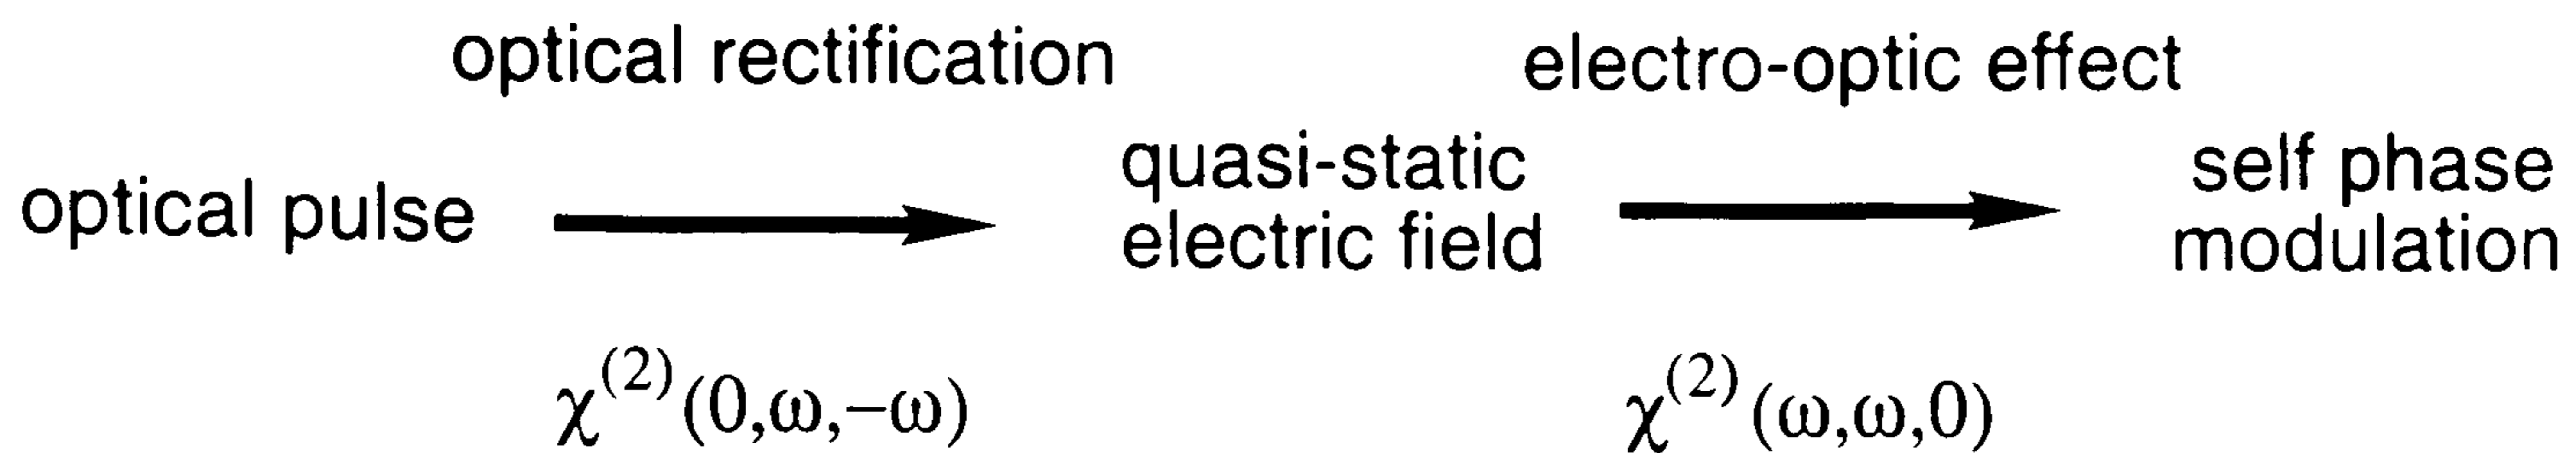 optical rectification
electro-optic effect
optical pulse
quasi-static
electric field
self phase
modulation
χ⁽²⁾(0,ω,−ω)
χ⁽²⁾(ω,ω,0)